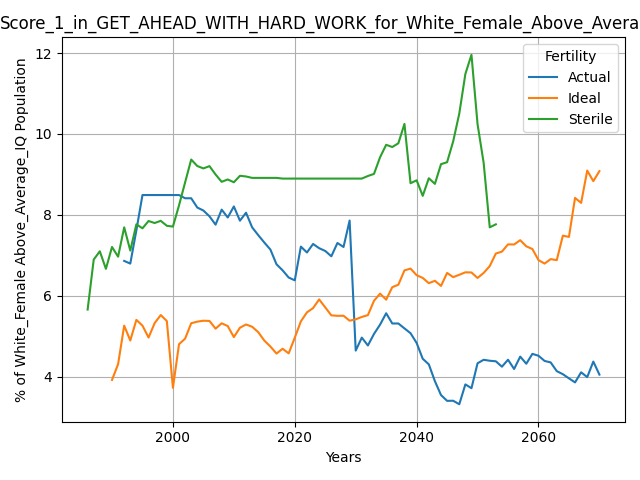 Score_1_in_GET_AHEAD_WITH_HARD_WORK_for_White_Female_Above_Avera
Fertility
Actual
Ideal
Sterile
% of White_Female Above_Average_IQ Population
12
10
8
6
4
2000
2020
2040
2060
Years